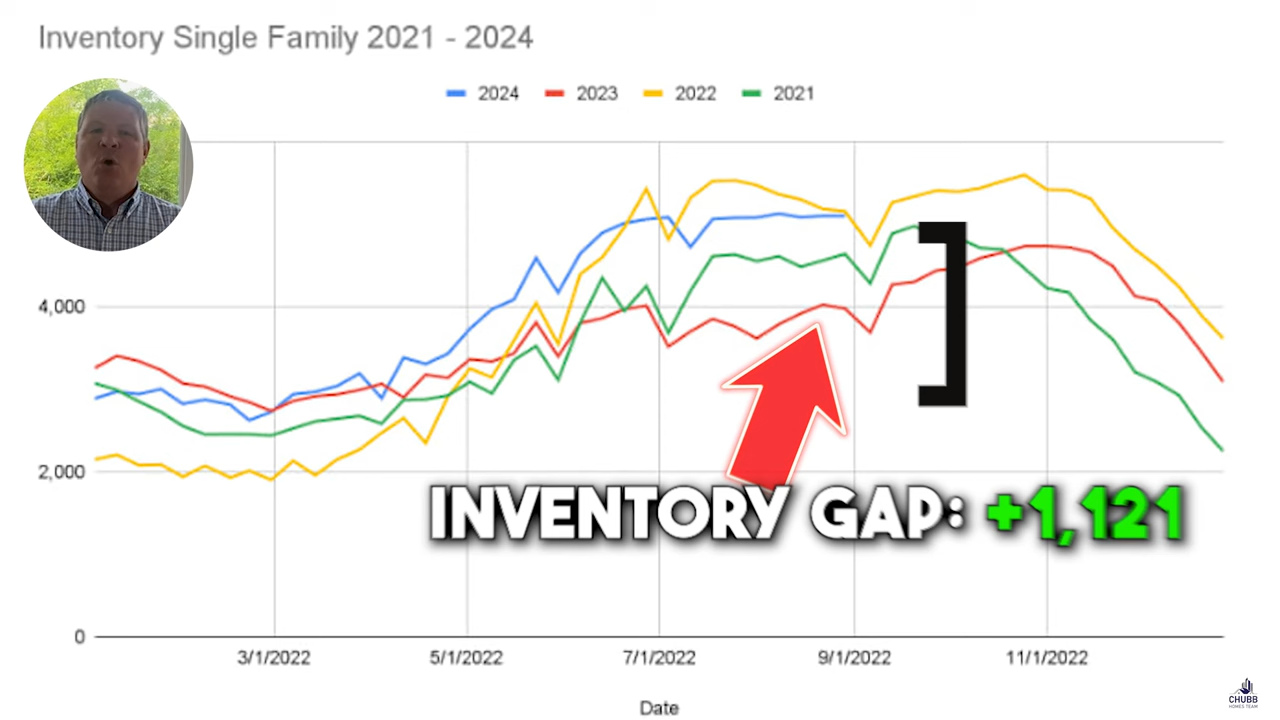 Inventory Single Family 2021 - 2024
2024 2023 2022 2021
4,000
2,000
0
INVENTORY GAP: +1,121
3/1/2022 5/1/2022 7/1/2022 9/1/2022 11/1/2022
Date
CHUBB
HOMES TEAM